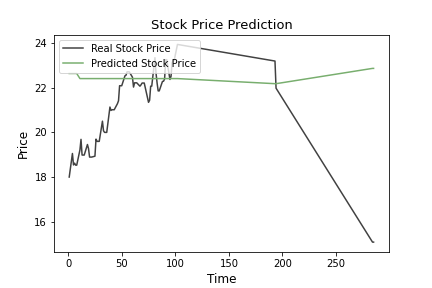 Stock Price Prediction
Real Stock Price
Predicted Stock Price
24
22
20
18
16
Price
0 50 100 150 200 250
Time